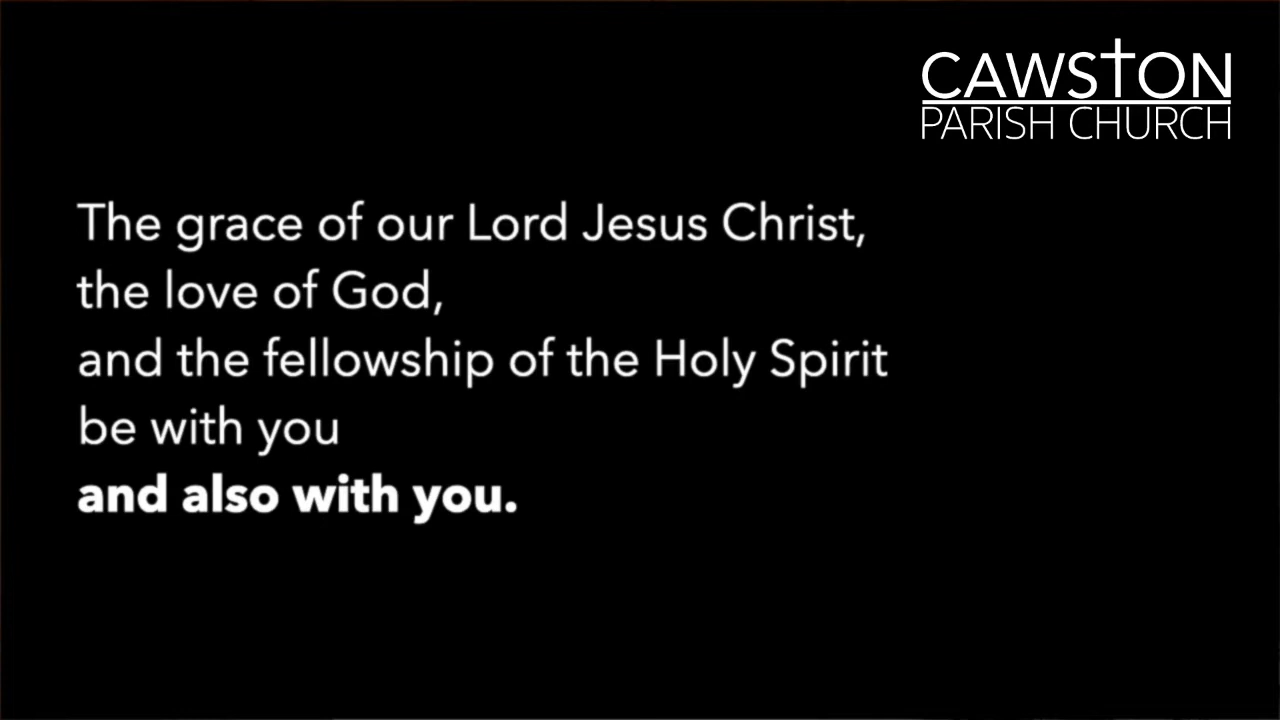 CAWSTON
PARISH CHURCH
The grace of our Lord Jesus Christ,
the love of God,
and the fellowship of the Holy Spirit
be with you
and also with you.